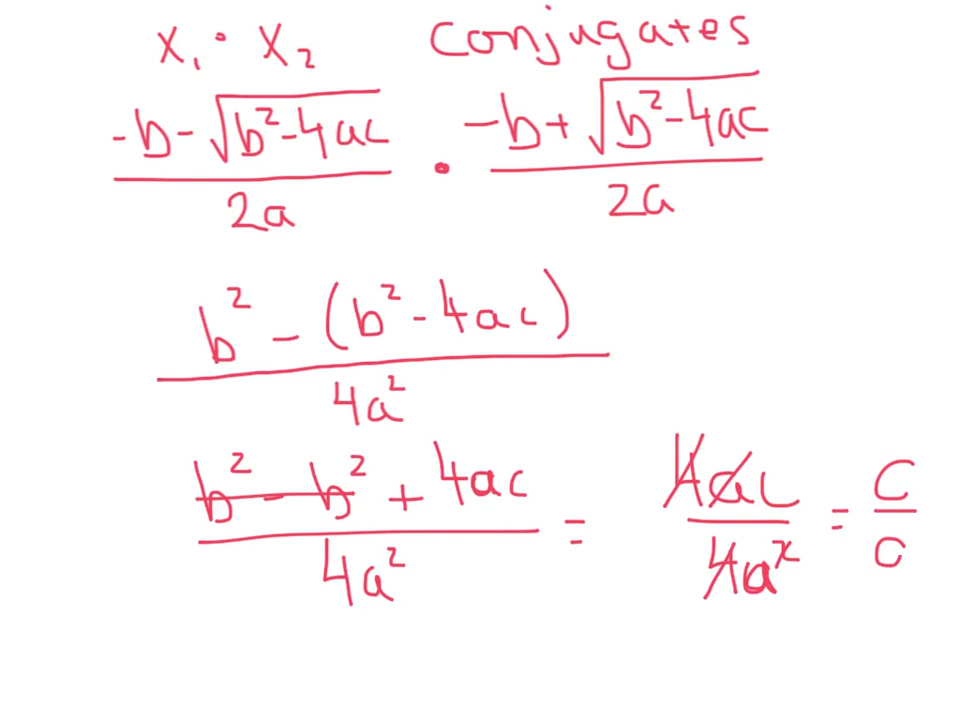 x₁ · x₂ conjugates
(-b-√(b²-4ac))/(2a) · (-b+√(b²-4ac))/(2a)
(b² - (b²-4ac))/(4a²)
(b² - b² + 4ac)/(4a²) = (4ac)/(4a²) = c/c